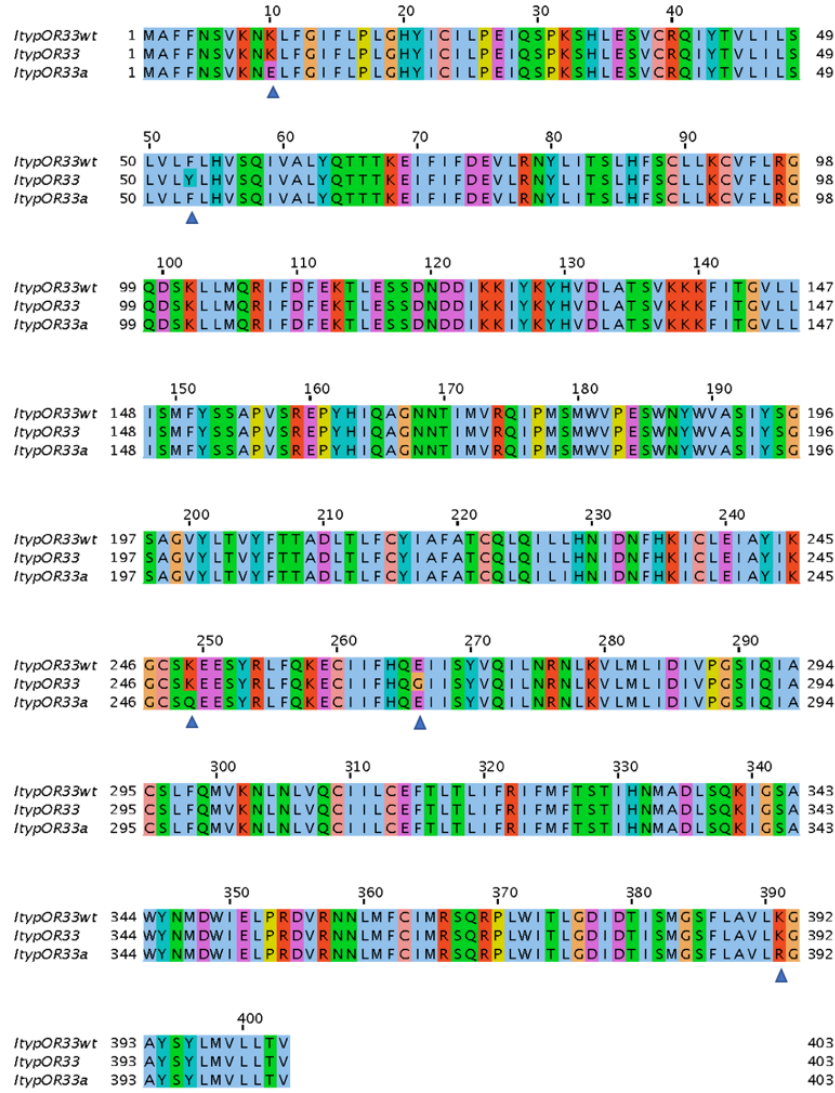 10 20 30 40
ItypOR33wt 1 MAFFNSVKNKLFGIFLPLGHYICILPEIQSPKSHLESVCRQIYTVLILS 49
ItypOR33 1 MAFFNSVKNKLFGIFLPLGHYICILPEIQSPKSHLESVCRQIYTVLILS 49
ItypOR33a 1 MAFFNSVKNELFGIFLPLGHYICILPEIQSPKSHLESVCRQIYTVLILS 49
50 60 70 80 90
ItypOR33wt 50 LVLFLHVSQIVALYQTTTKEIFIFDEVLRNYLITSLHFSCLLKCVFLRG 98
ItypOR33 50 LVLYLHVSQIVALYQTTTKEIFIFDEVLRNYLITSLHFSCLLKCVFLRG 98
ItypOR33a 50 LVLFLHVSQIVALYQTTTKEIFIFDEVLRNYLITSLHFSCLLKCVFLRG 98
100 110 120 130 140
ItypOR33wt 99 QDSKLLMQRIFDFEKTLESSDNDDIKKIYKYHVDLATSVKKKFITGVLL 147
ItypOR33 99 QDSKLLMQRIFDFEKTLESSDNDDIKKIYKYHVDLATSVKKKFITGVLL 147
ItypOR33a 99 QDSKLLMQRIFDFEKTLESSDNDDIKKIYKYHVDLATSVKKKFITGVLL 147
150 160 170 180 190
ItypOR33wt 148 ISMFYSSAPVSREPYHIQAGNNTIMVRQIPMSMWVPESWNYWVASIYSG 196
ItypOR33 148 ISMFYSSAPVSREPYHIQAGNNTIMVRQIPMSMWVPESWNYWVASIYSG 196
ItypOR33a 148 ISMFYSSAPVSREPYHIQAGNNTIMVRQIPMSMWVPESWNYWVASIYSG 196
200 210 220 230 240
ItypOR33wt 197 SAGVYLTVYFTTADLTLFCYIAFATCQLQILLHNIDNFHKICLEIAYIK 245
ItypOR33 197 SAGVYLTVYFTTADLTLFCYIAFATCQLQILLHNIDNFHKICLEIAYIK 245
ItypOR33a 197 SAGVYLTVYFTTADLTLFCYIAFATCQLQILIHNIDNFHKICLEIAYIK 245
250 260 270 280 290
ItypOR33wt 246 GCSKEESYRLFQKECIIFHQEIISYVQILNRNLKVLMLIDIVPGSIQIA 294
ItypOR33 246 GCSKEESYRLFQKECIIFHQGIISYVQILNRNLKVLMLIDIVPGSIQIA 294
ItypOR33a 246 GCSQEESYRLFQKECIIFHQEIISYVQILNRNLKVLMLIDIVPGSIQIA 294
300 310 320 330 340
ItypOR33wt 295 CSLFQMVKNLNLVQCIILCEFTLTLIFRIFMFTSTIHNMADLSQKIGSA 343
ItypOR33 295 CSLFQMVKNLNLVQCIILCEFTLTLIFRIFMFTSTIHNMADLSQKIGSA 343
ItypOR33a 295 CSLFQMVKNLNLVQCIILCEFTLTLIFRIFMFTSTIHNMADLSQKIGSA 343
350 360 370 380 390
ItypOR33wt 344 WYNMDWIELPRDVRNNLMFCIMRSQRPLWITLGDIDTISMGSFLAVLKG 392
ItypOR33 344 WYNMDWIELPRDVRNNLMFCIMRSQRPLWITLGDIDTISMGSFLAVLKG 392
ItypOR33a 344 WYNMDWIELPRDVRNNLMFCIMRSQRPLWITLGDIDTISMGSFLAVLRG 392
400
ItypOR33wt 393 AYSYLMVLLTV 403
ItypOR33 393 AYSYLMVLLTV 403
ItypOR33a 393 AYSYLMVLLTV 403